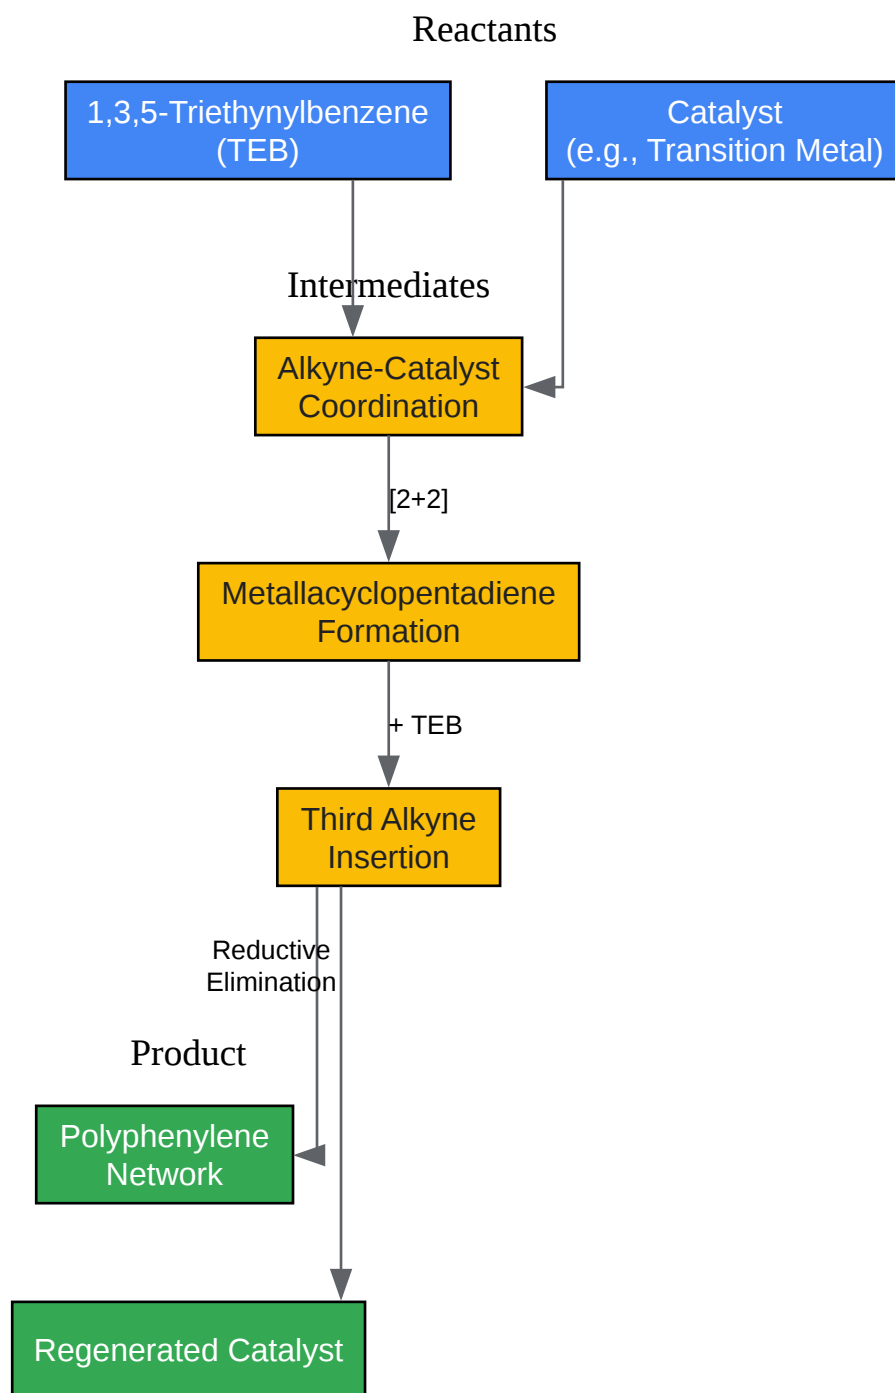 Reactants
1,3,5-Triethynylbenzene
(TEB)
Catalyst
(e.g., Transition Metal)
Intermediates
Alkyne-Catalyst
Coordination
[2+2]
Metallacyclopentadiene
Formation
+ TEB
Third Alkyne
Insertion
Reductive
Elimination
Product
Polyphenylene
Network
Regenerated Catalyst